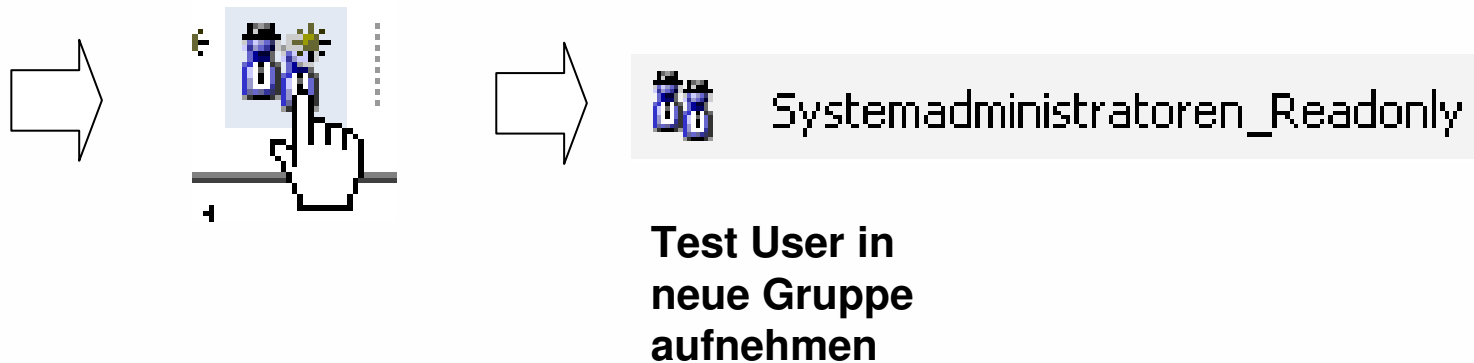 Systemadministratoren_Readonly
Test User in
neue Gruppe
aufnehmen